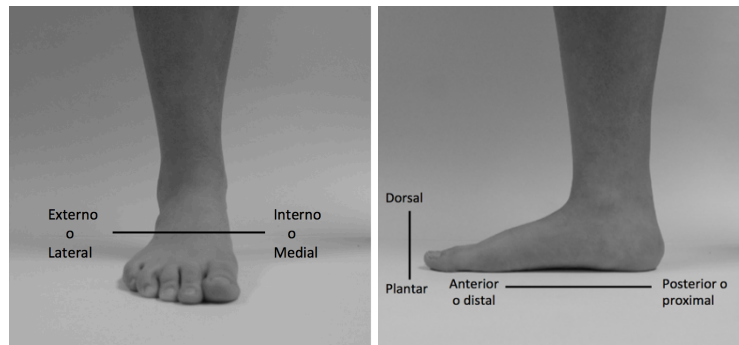 Externo
o
Lateral
Interno
o
Medial
Dorsal
Plantar
Anterior
o distal
Posterior o
proximal